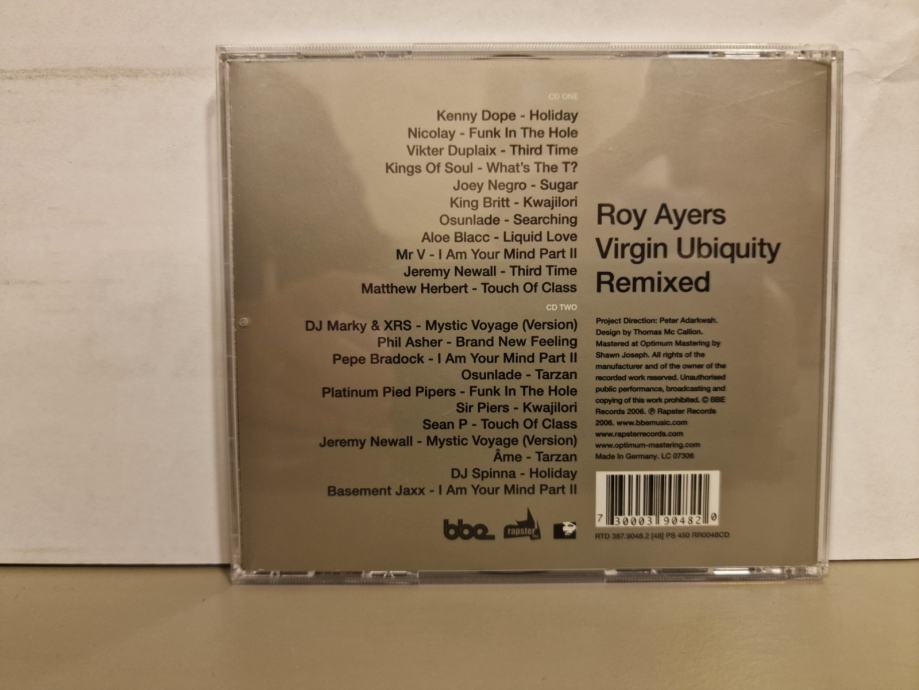 CD ONE
Kenny Dope - Holiday
Nicolay - Funk In The Hole
Vikter Duplaix - Third Time
Kings Of Soul - What's The T?
Joey Negro - Sugar
King Britt - Kwajilori
Osunlade - Searching
Aloe Blacc - Liquid Love
Mr V - I Am Your Mind Part II
Jeremy Newall - Third Time
Matthew Herbert - Touch Of Class
CD TWO
DJ Marky & XRS - Mystic Voyage (Version)
Phil Asher - Brand New Feeling
Pepe Bradock - I Am Your Mind Part II
Osunlade - Tarzan
Platinum Pied Pipers - Funk In The Hole
Sir Piers - Kwajilori
Sean P - Touch Of Class
Jeremy Newall - Mystic Voyage (Version)
Âme - Tarzan
DJ Spinna - Holiday
Basement Jaxx - I Am Your Mind Part II
bbe
rapster
Roy Ayers
Virgin Ubiquity
Remixed
Project Direction: Peter Adarkwah.
Design by Thomas Mc Callion.
Mastered at Optimum Mastering by
Shawn Joseph. All rights of the
manufacturer and of the owner of the
recorded work reserved. Unauthorised
public performance, broadcasting and
copying of this work prohibited. © BBE
Records 2006. ℗ Rapster Records
2006. www.bbemusic.com
www.rapsterrecords.com
www.optimum-mastering.com
Made in Germany. LC 07306
7 30003 90482 0
RTD 387.9048.2 [48] PS 450 RR0048CD